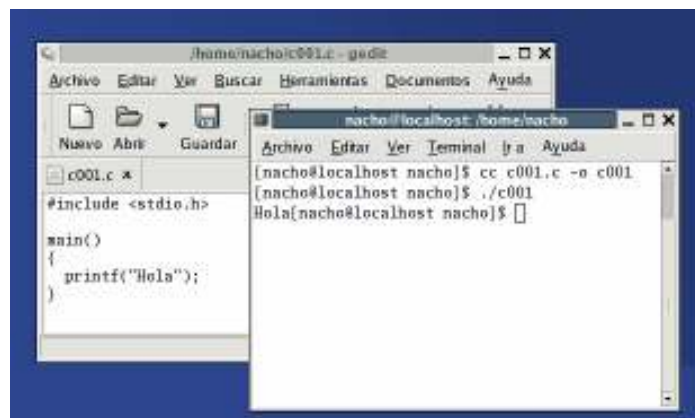 /home/nacho/c001.c - gedit
Archivo Editar Ver Buscar Herramientas Documentos Ayuda
Nuevo Abrir Guardar
c001.c
#include <stdio.h>
main()
{
printf("Hola");
}
nacho@localhost: /home/nacho
Archivo Editar Ver Terminal Ir a Ayuda
[nacho@localhost nacho]$ cc c001.c -o c001
[nacho@localhost nacho]$ ./c001
Hola[nacho@localhost nacho]$